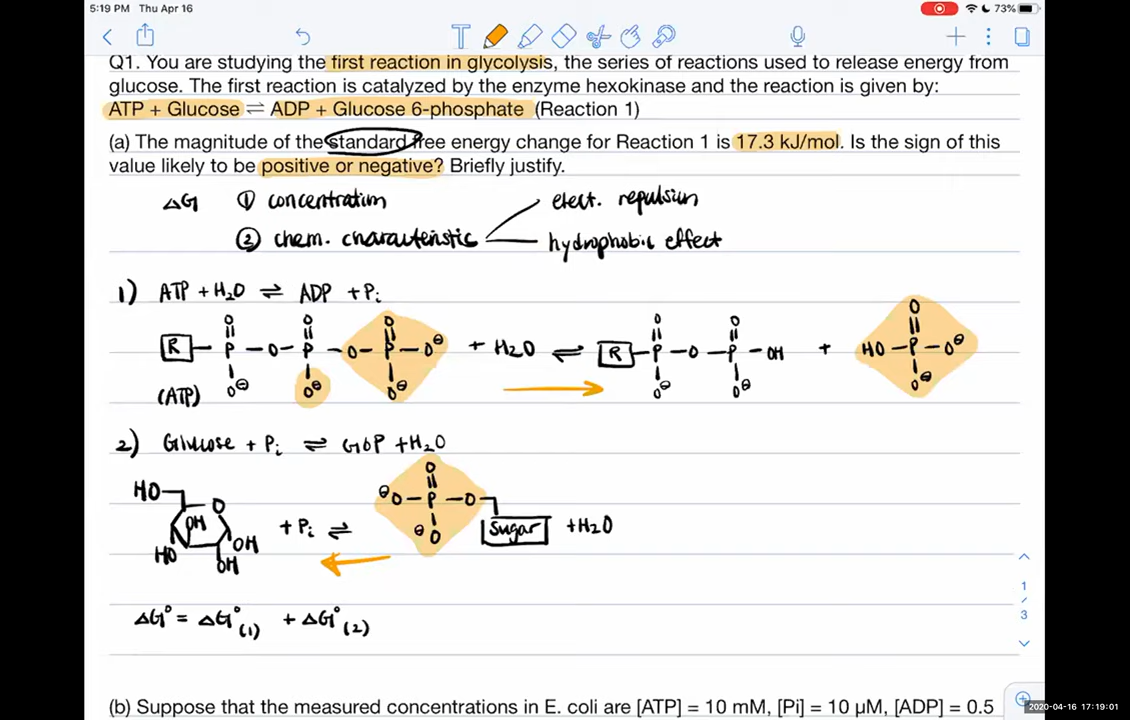 5:19 PM Thu Apr 16
73%
Q1. You are studying the first reaction in glycolysis, the series of reactions used to release energy from
glucose. The first reaction is catalyzed by the enzyme hexokinase and the reaction is given by:
ATP + Glucose ⇌ ADP + Glucose 6-phosphate (Reaction 1)
(a) The magnitude of the standard free energy change for Reaction 1 is 17.3 kJ/mol. Is the sign of this
value likely to be positive or negative? Briefly justify.
ΔG ① concentration elect. repulsion
② chem. characteristic hydrophobic effect
1) ATP + H2O ⇌ ADP + Pi
O O O O O O
R - P - O - P - O - P - O⊖ + H2O ⇌ R - P - O - P - OH + HO - P - O⊖
O⊖ O⊖ O⊖ O⊖ O⊖ O⊖
(ATP)
2) Glucose + Pi ⇌ G6P + H2O
O
HO O ⊖O - P - O
OH + Pi ⇌ ⊖O Sugar + H2O
HO OH
OH
ΔG° = ΔG°(1) + ΔG°(2)
1
/
3
(b) Suppose that the measured concentrations in E. coli are [ATP] = 10 mM, [Pi] = 10 µM, [ADP] = 0.5
2020-04-16 17:19:01